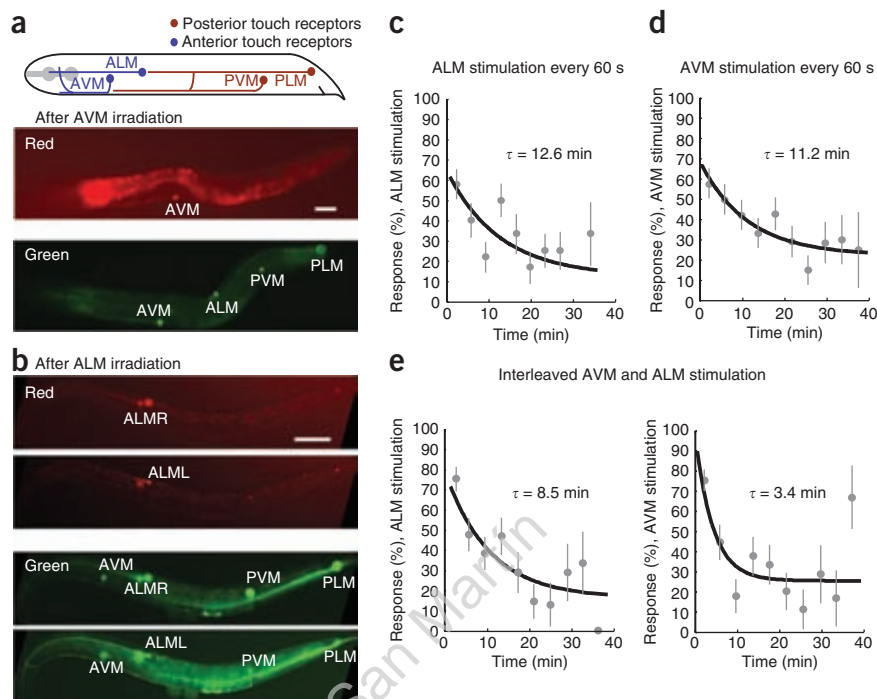 a
Posterior touch receptors
Anterior touch receptors
ALM
AVM
PVM PLM
After AVM irradiation
Red
AVM
Green
PLM
PVM
ALM
AVM
b After ALM irradiation
Red
ALMR
ALML
Green
AVM
ALMR
PVM
PLM
ALML
AVM
PVM
PLM
c
ALM stimulation every 60 s
Response (%), ALM stimulation
100
90
80
70
60
50
40
30
20
10
0
τ = 12.6 min
0 10 20 30 40
Time (min)
d
AVM stimulation every 60 s
Response (%), AVM stimulation
100
90
80
70
60
50
40
30
20
10
0
τ = 11.2 min
0 10 20 30 40
Time (min)
e
Interleaved AVM and ALM stimulation
Response (%), ALM stimulation
100
90
80
70
60
50
40
30
20
10
0
τ = 8.5 min
0 10 20 30 40
Time (min)
Response (%), AVM stimulation
100
90
80
70
60
50
40
30
20
10
0
τ = 3.4 min
0 10 20 30 40
Time (min)
San Martin